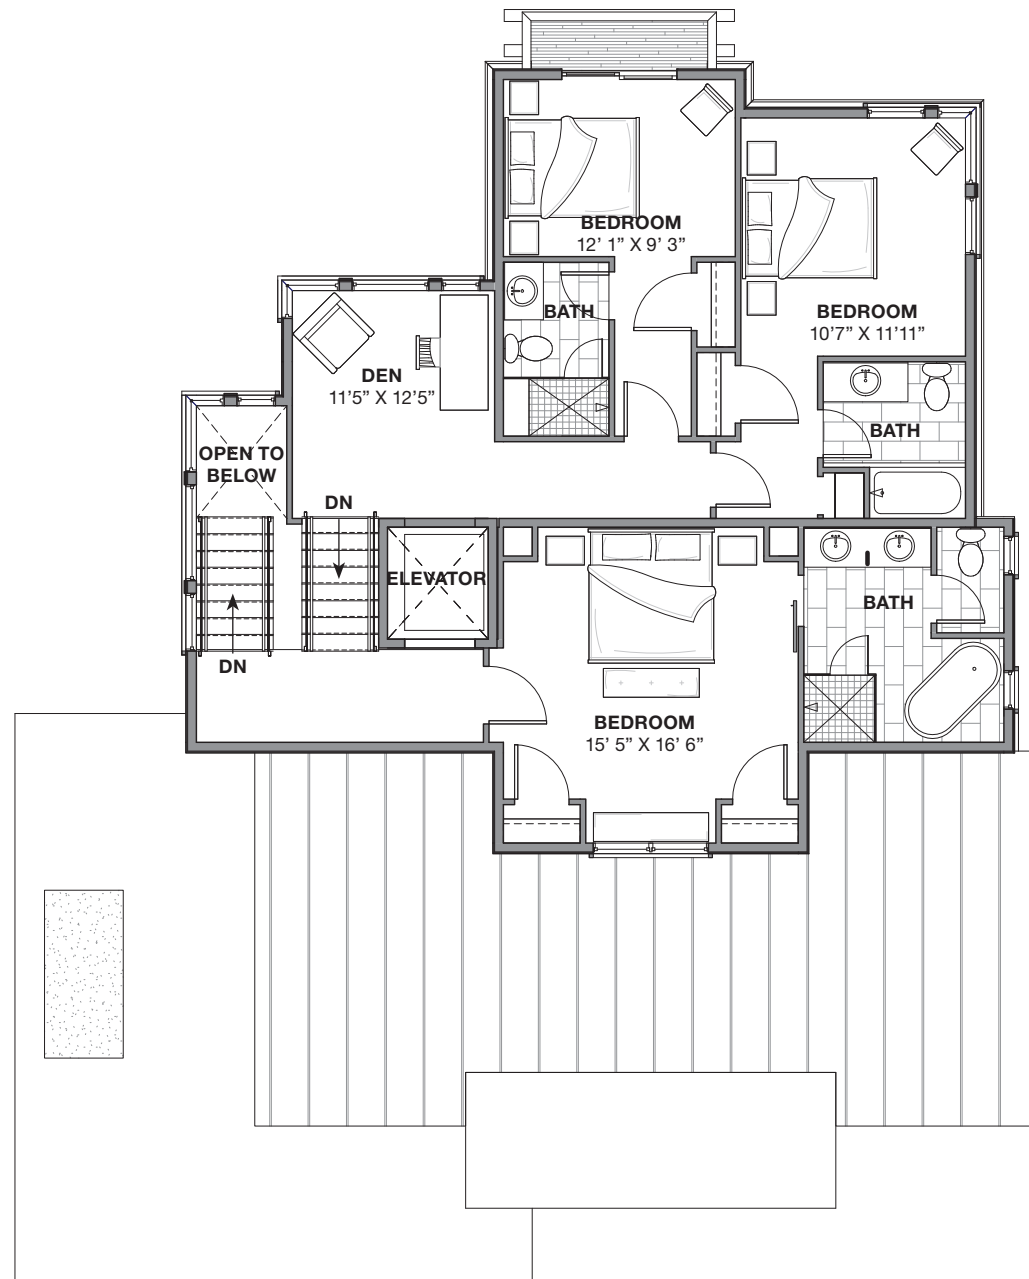 BEDROOM
12’ 1” X 9’ 3”
BATH
BEDROOM
10’7” X 11’11”
DEN
11’5” X 12’5”
BATH
OPEN TO
BELOW
DN
ELEVATOR
BATH
DN
BEDROOM
15’ 5” X 16’ 6”